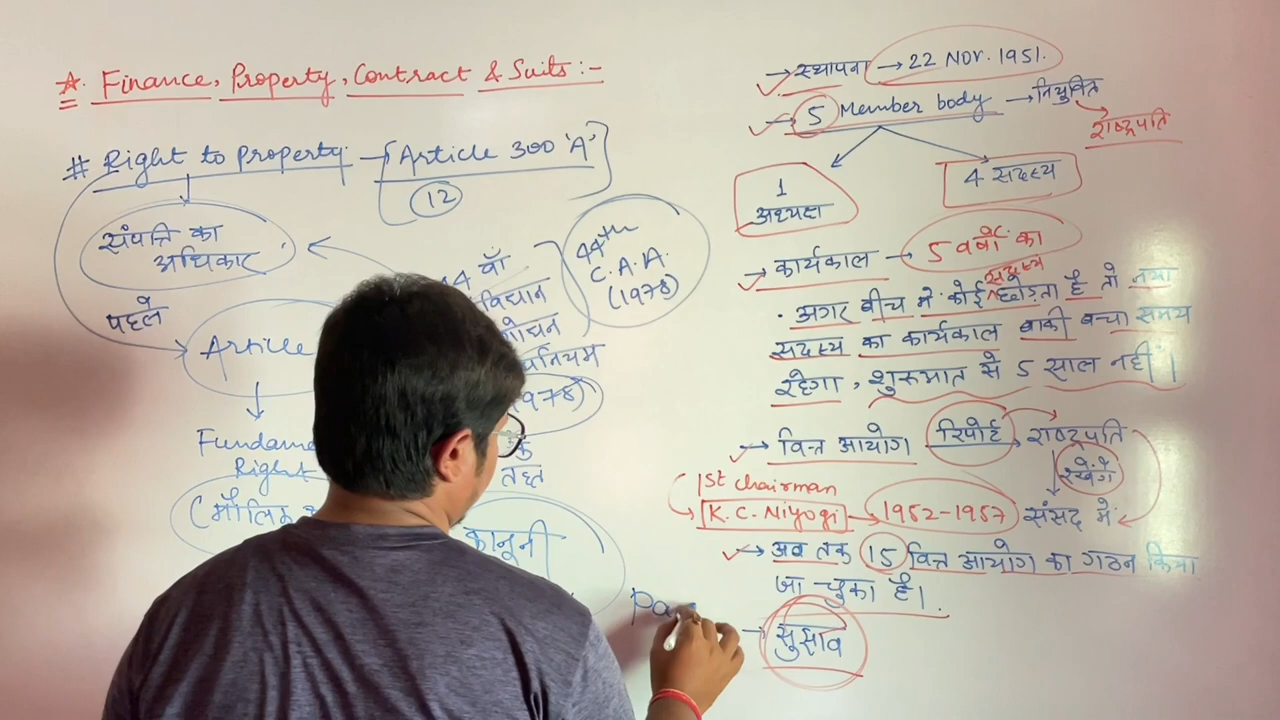 ☆. Finance, Property, Contract & Suits:-
# Right to Property → Article 300 'A'
12
संपत्ति का
अधिकार
पहले
Article
Fundame
Right
(मौलिक
44 वाँ
44th
C.A.A.
(1978)
1978)
तहत
कानूनी
Pa
→ स्थापना → 22 NOV. 1951.
→ 5 Member body → नियुक्ति
राष्ट्रपति
1
अध्यक्ष
4 सदस्य
→ कार्यकाल → 5 वर्षो का
· अगर बीच में कोई सदस्य छोड़ता है तो नया
सदस्य का कार्यकाल बाकी बचा समय
रहेगा, शुरूआत से 5 साल नहीं।
→ वित्त आयोग रिपोर्ट → राष्ट्रपति
रखेंगे
संसद में
1st Chairman
K.C. Niyogi → 1952-1957
→ अब तक 15 वित्त आयोग का गठन किया
जा चुका है।
→ सुझाव